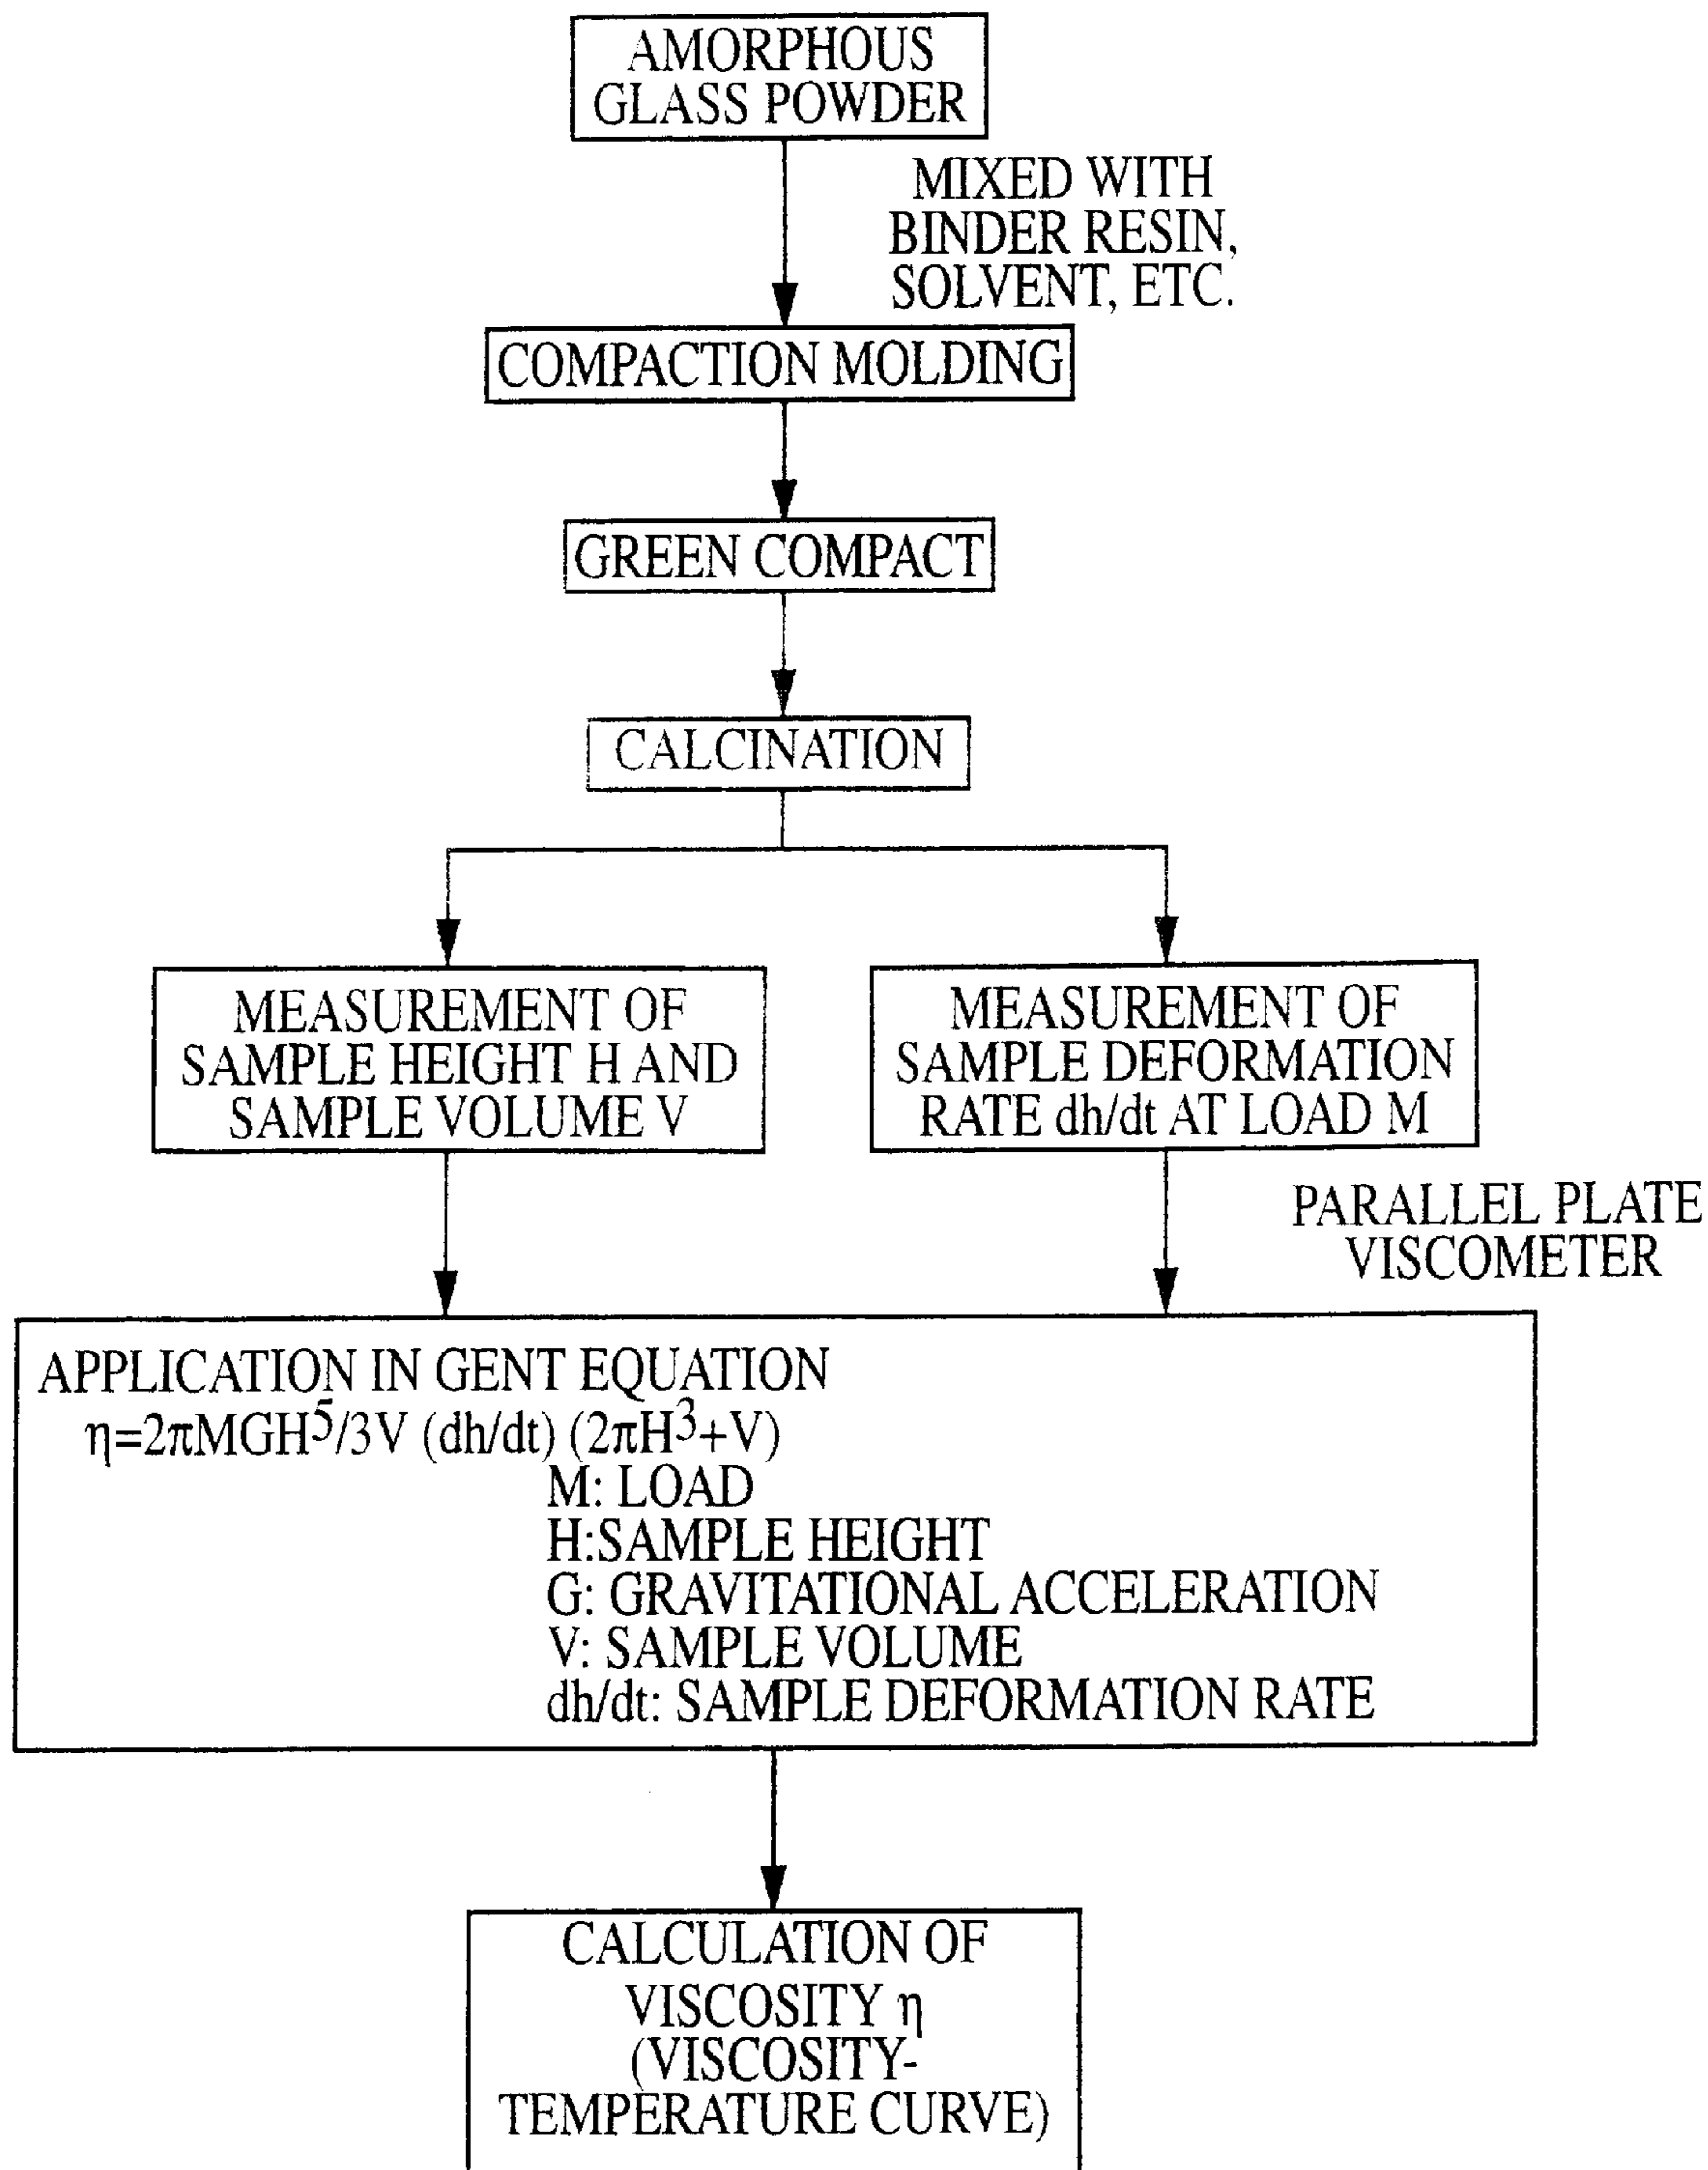 AMORPHOUS
GLASS POWDER
MIXED WITH
BINDER RESIN,
SOLVENT, ETC.
COMPACTION MOLDING
GREEN COMPACT
CALCINATION
MEASUREMENT OF
SAMPLE HEIGHT H AND
SAMPLE VOLUME V
MEASUREMENT OF
SAMPLE DEFORMATION
RATE dh/dt AT LOAD M
PARALLEL PLATE
VISCOMETER
APPLICATION IN GENT EQUATION
η=2πMGH⁵/3V (dh/dt) (2πH³+V)
M: LOAD
H:SAMPLE HEIGHT
G: GRAVITATIONAL ACCELERATION
V: SAMPLE VOLUME
dh/dt: SAMPLE DEFORMATION RATE
CALCULATION OF
VISCOSITY η
(VISCOSITY-
TEMPERATURE CURVE)